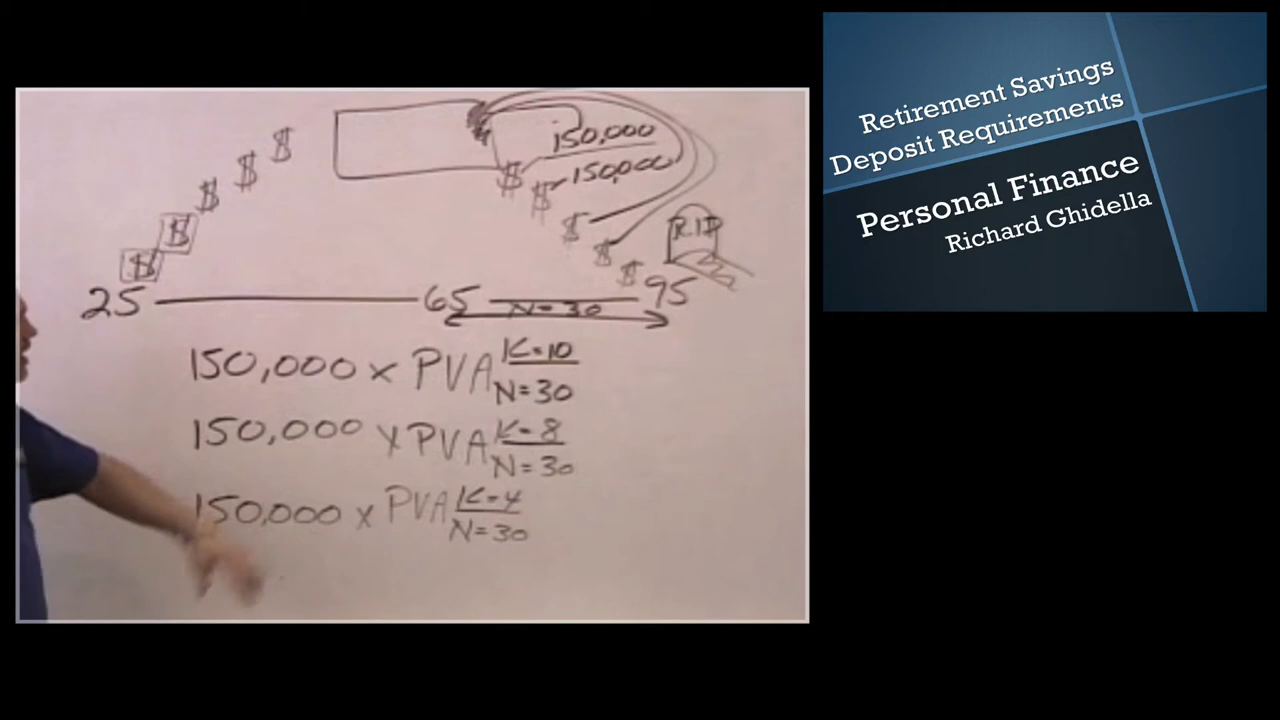 $
$
$
$
$
150,000
150,000
$
$
$
$
$
R.I.P
25
65
N=30
95
150,000 x PVA K=10
N=30
150,000 x PVA K=8
N=30
150,000 x PVA K=4
N=30
Retirement Savings
Deposit Requirements
Personal Finance
Richard Ghidella